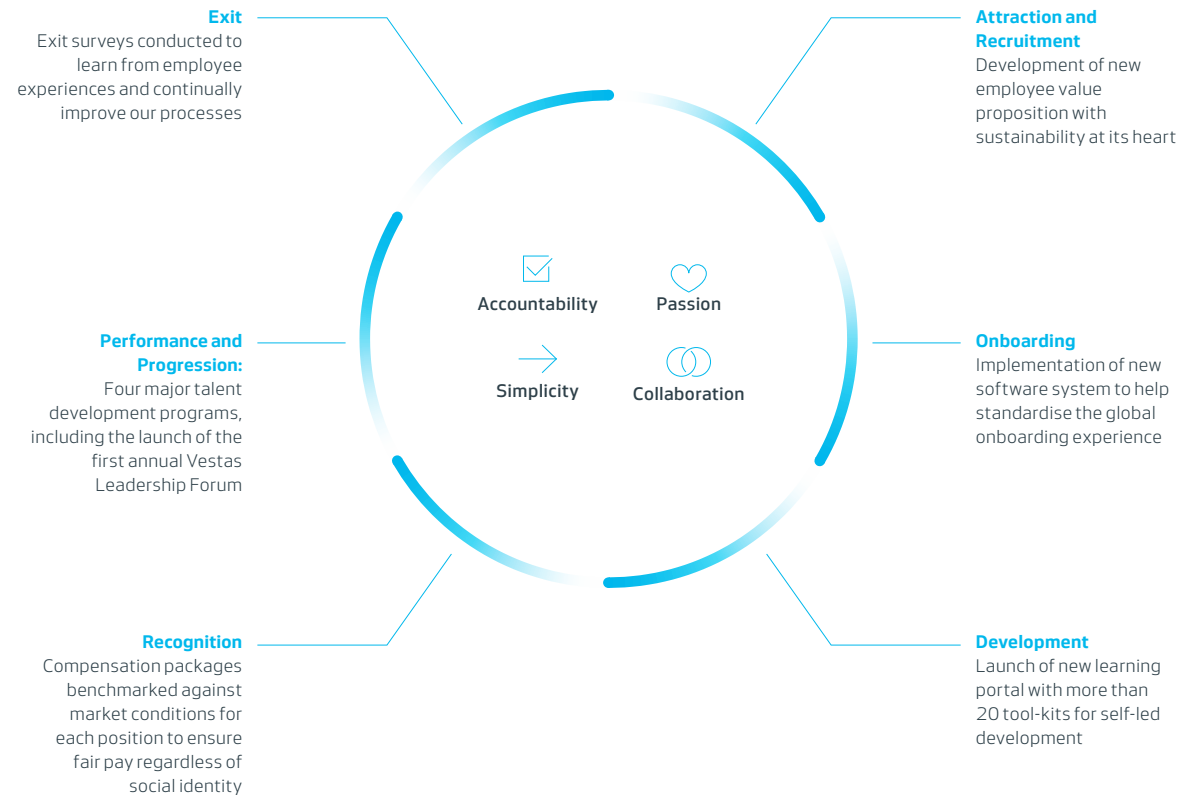 Exit
Exit surveys conducted to
learn from employee
experiences and continually
improve our processes
Attraction and
Recruitment
Development of new
employee value
proposition with
sustainability at its heart
Accountability
Passion
Simplicity
Collaboration
Performance and
Progression:
Four major talent
development programs,
including the launch of the
first annual Vestas
Leadership Forum
Onboarding
Implementation of new
software system to help
standardise the global
onboarding experience
Recognition
Compensation packages
benchmarked against
market conditions for
each position to ensure
fair pay regardless of
social identity
Development
Launch of new learning
portal with more than
20 tool-kits for self-led
development